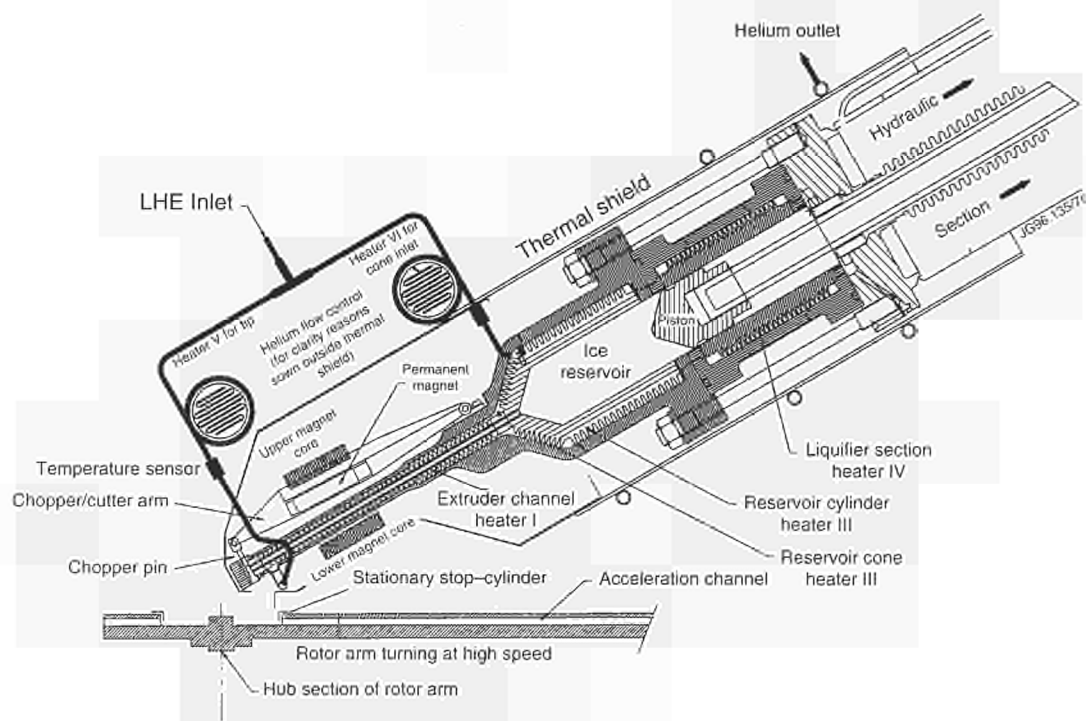 Helium outlet
Hydraulic
Section
JG96.135/7c
LHE Inlet
Thermal shield
Heater VI for
cone inlet
Heater V for tip
Helium flow control
(for clarity reasons
sown outside thermal
shield)
Piston
Ice
reservoir
Permanent
magnet
Upper magnet
core
Temperature sensor
Chopper/cutter arm
Extruder channel
heater I
Liquifier section
heater IV
Reservoir cylinder
heater III
Reservoir cone
heater III
Chopper pin
Lower magnet core
Stationary stop–cylinder
Acceleration channel
Rotor arm turning at high speed
Hub section of rotor arm